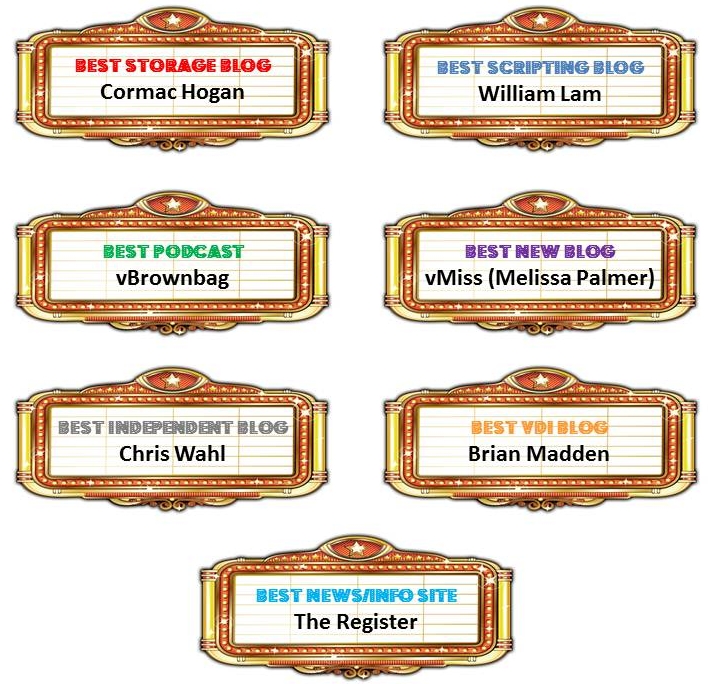 BEST STORAGE BLOG
Cormac Hogan
BEST SCRIPTING BLOG
William Lam
BEST PODCAST
vBrownbag
BEST NEW BLOG
vMiss (Melissa Palmer)
BEST INDEPENDENT BLOG
Chris Wahl
BEST VDI BLOG
Brian Madden
BEST NEWS/INFO SITE
The Register